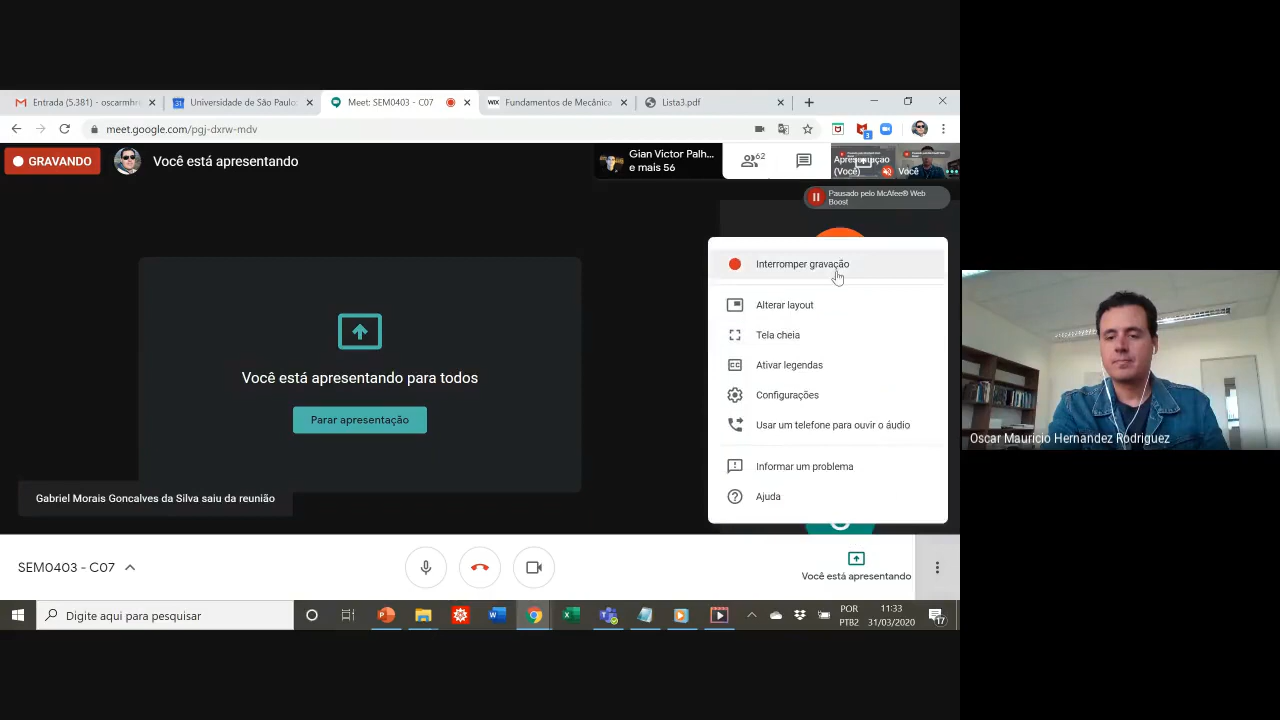 Entrada (5.381) - oscarmhr
Universidade de São Paulo:
Meet: SEM0403 - C07
WIX
Fundamentos de Mecânica
Lista3.pdf
meet.google.com/pgj-dxrw-mdv
3
GRAVANDO
Você está apresentando
Gian Victor Palh...
e mais 56
62
Apresentação
(Você)
Você
Pausado pelo McAfee® Web
Boost
Interromper gravação
Alterar layout
Tela cheia
CC
Ativar legendas
Configurações
Usar um telefone para ouvir o áudio
Informar um problema
Ajuda
Você está apresentando para todos
Parar apresentação
Gabriel Morais Goncalves da Silva saiu da reunião
Oscar Mauricio Hernandez Rodriguez
SEM0403 - C07
Você está apresentando
Digite aqui para pesquisar
POR
PTB2
11:33
31/03/2020
17